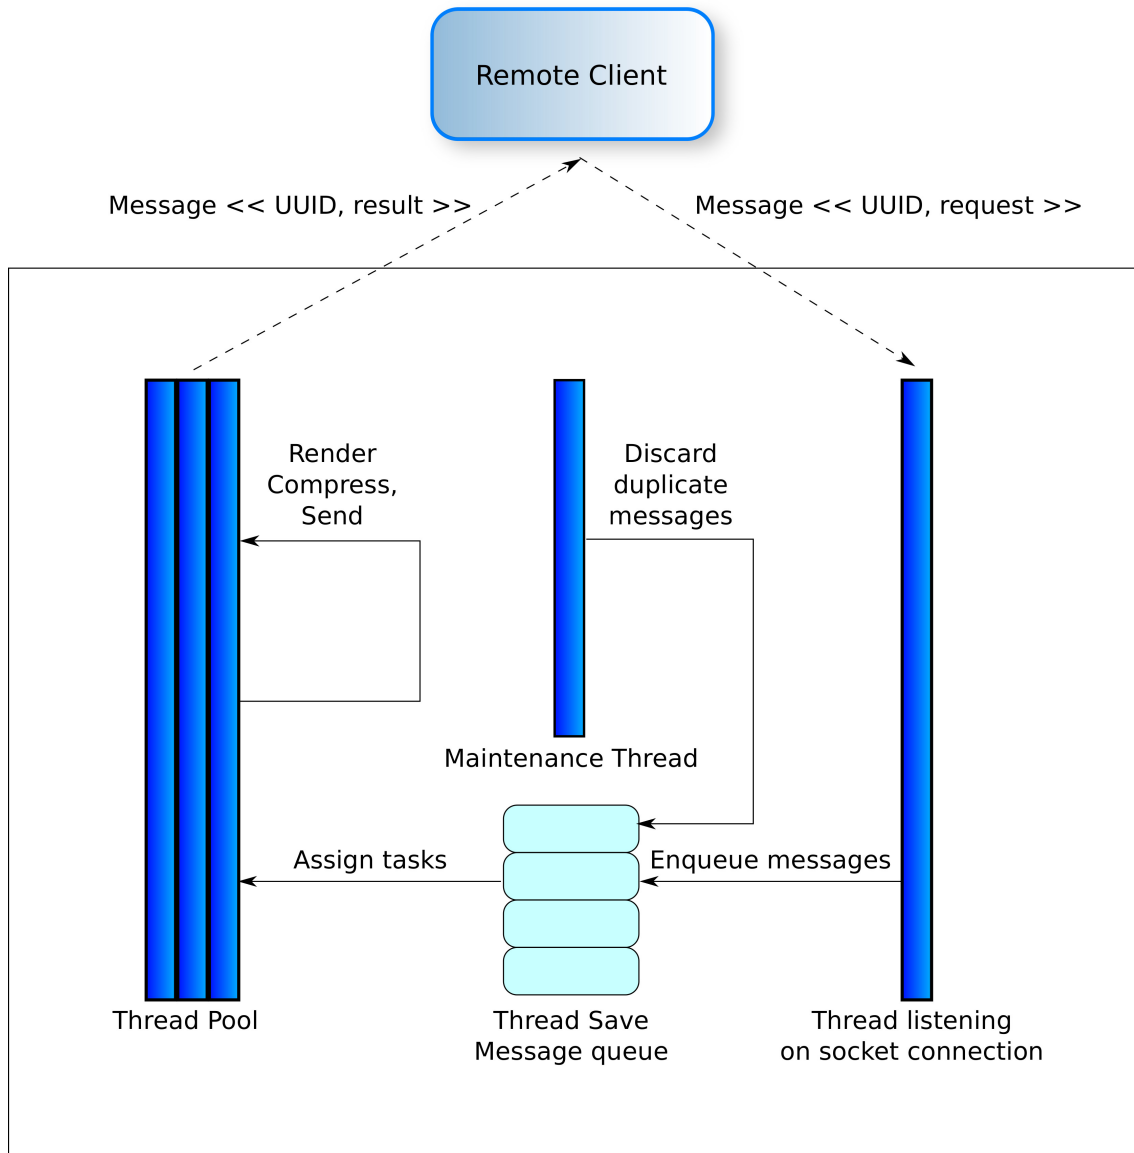 Remote Client
Message << UUID, result >>
Message << UUID, request >>
Render
Compress,
Send
Discard
duplicate
messages
Maintenance Thread
Assign tasks
Enqueue messages
Thread Pool
Thread Save
Message queue
Thread listening
on socket connection